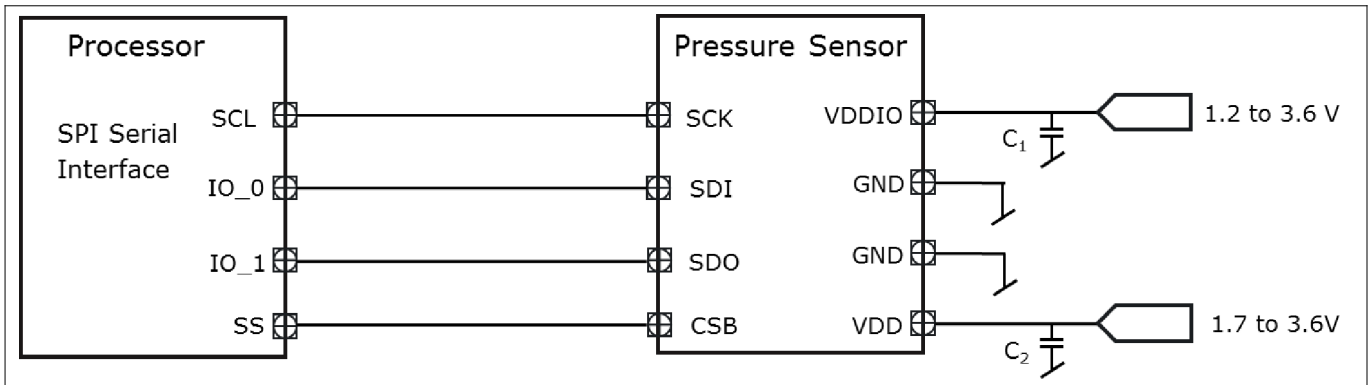 Processor
SPI Serial
Interface
SCL
IO_0
IO_1
SS
Pressure Sensor
SCK
SDI
SDO
CSB
VDDIO
GND
GND
VDD
C1
C2
1.2 to 3.6 V
1.7 to 3.6V